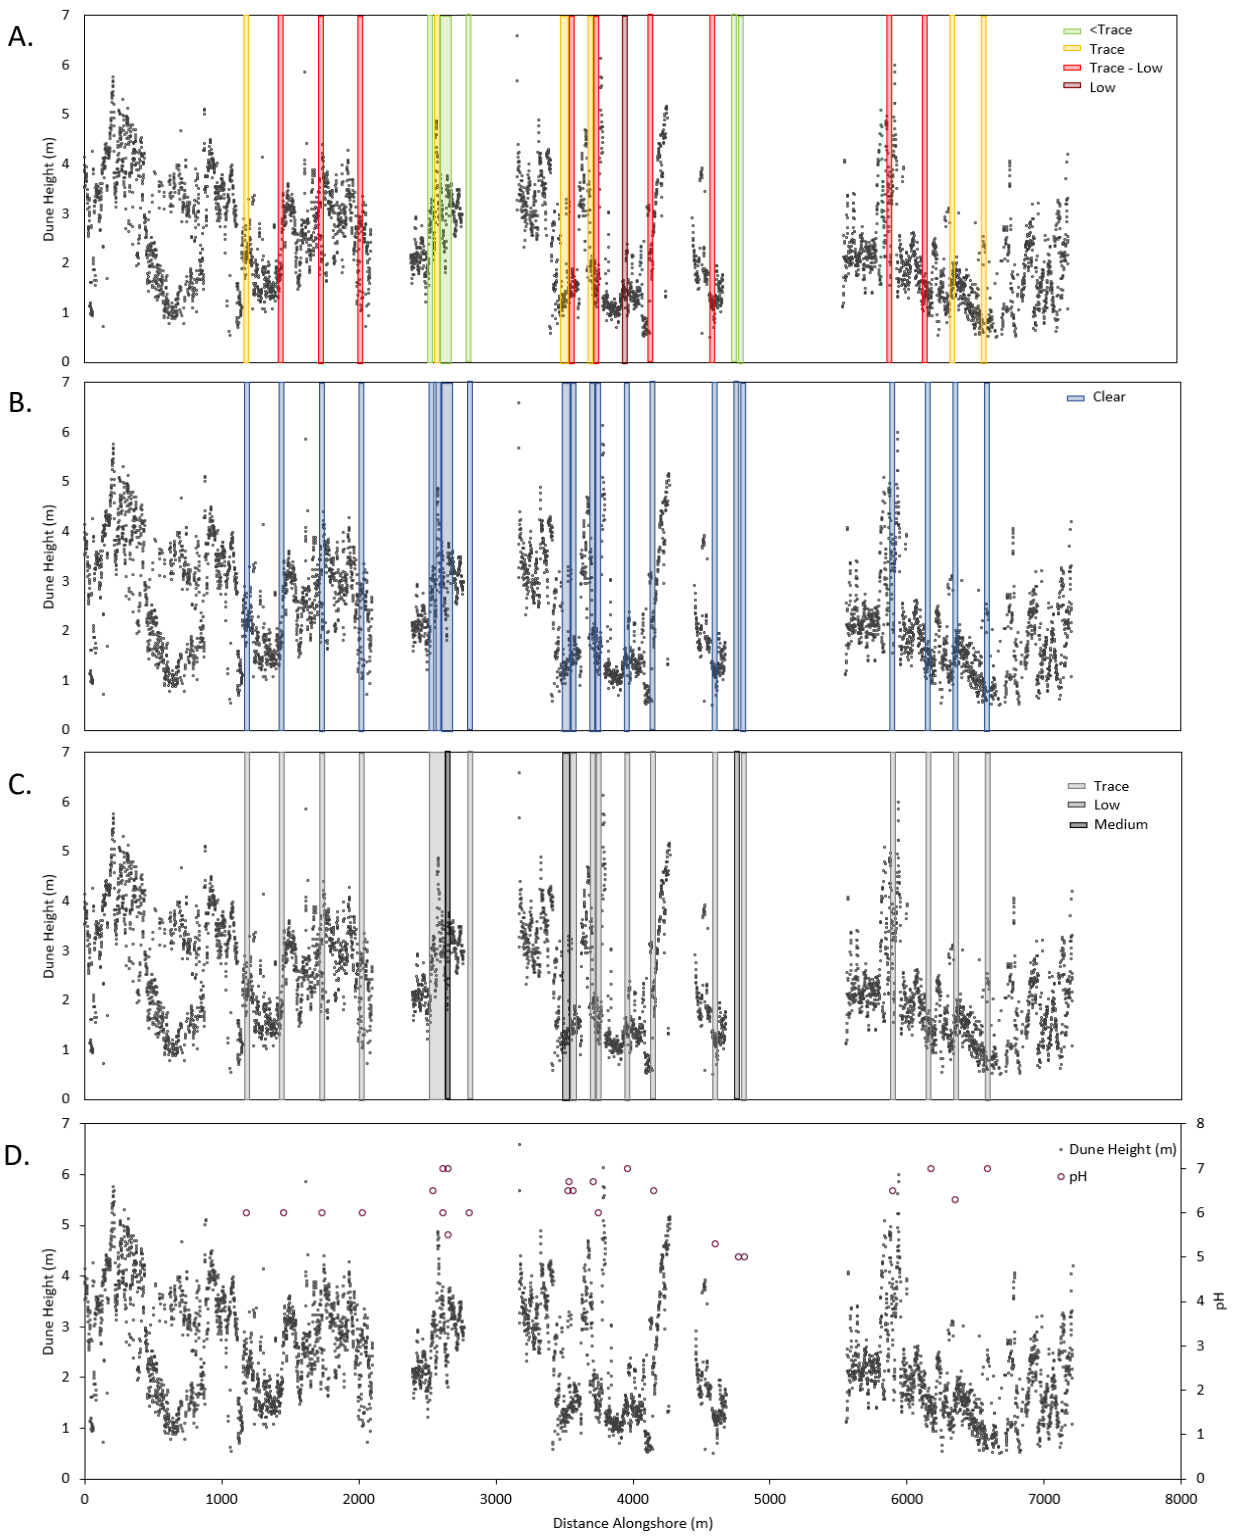 A.
Dune Height (m)
7
6
5
4
3
2
1
0
<Trace
Trace
Trace - Low
Low
B.
Dune Height (m)
7
6
5
4
3
2
1
0
Clear
C.
Dune Height (m)
7
6
5
4
3
2
1
0
Trace
Low
Medium
D.
Dune Height (m)
7
6
5
4
3
2
1
0
Dune Height (m)
pH
8
7
6
5
4
3
2
1
0
pH
0 1000 2000 3000 4000 5000 6000 7000 8000
Distance Alongshore (m)